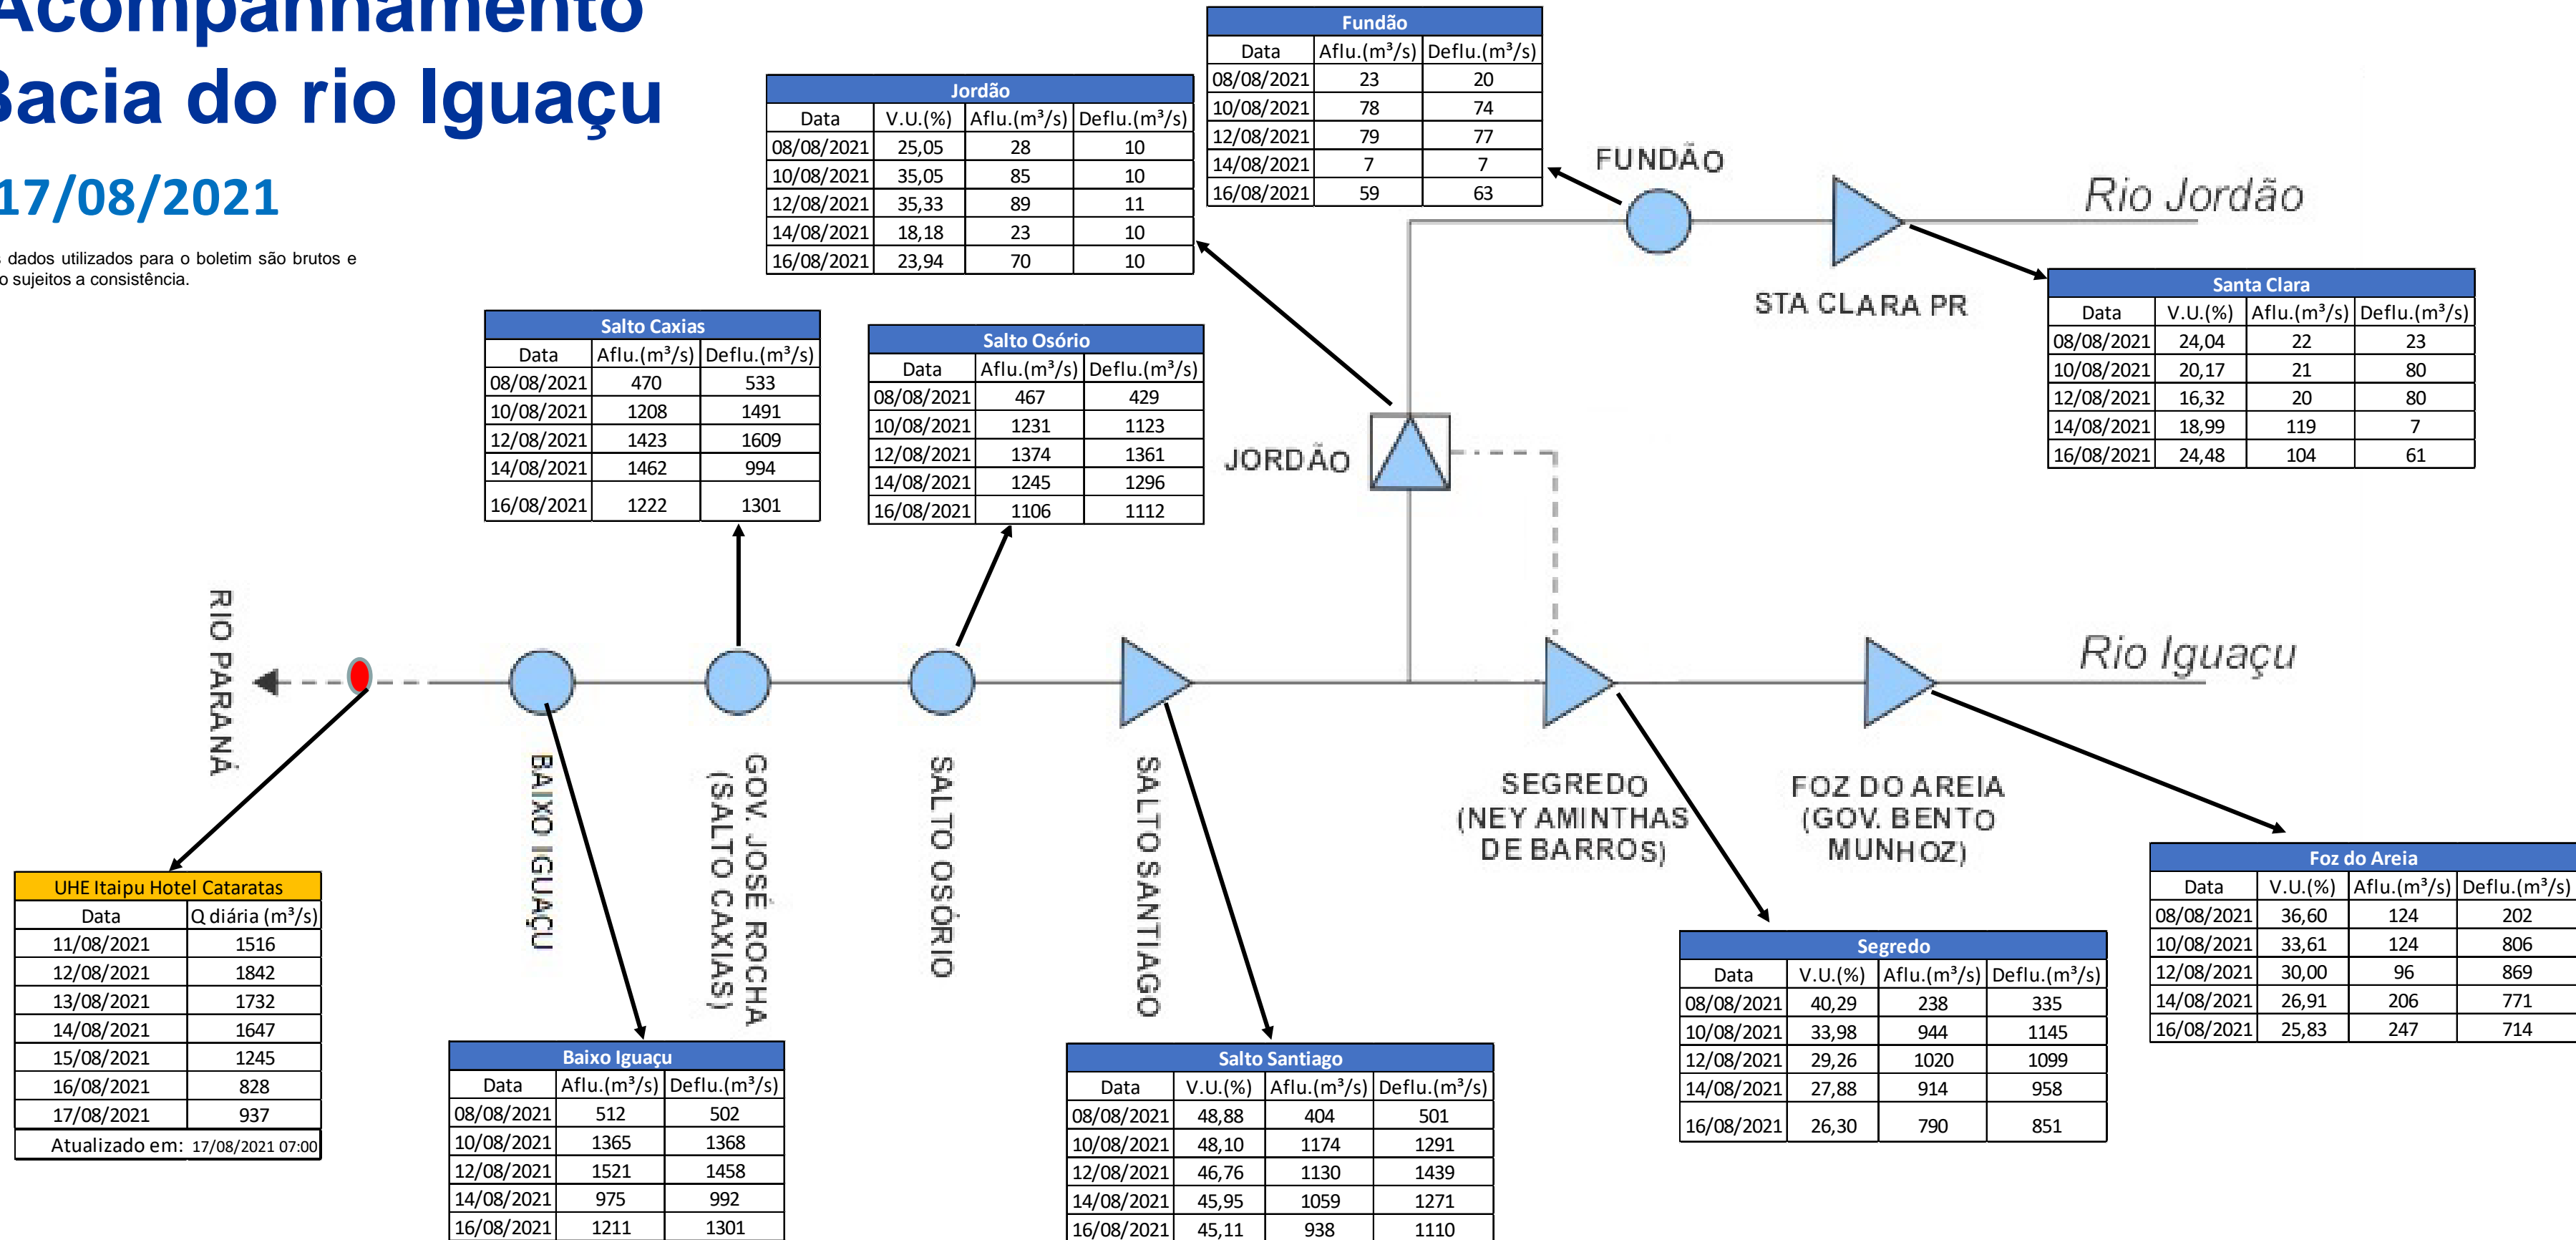 Acompanhamento
Bacia do rio Iguaçu
17/08/2021
s dados utilizados para o boletim são brutos e
o sujeitos a consistência.
Fundão
Data Aflu.(m³/s) Deflu.(m³/s)
08/08/2021 23 20
10/08/2021 78 74
12/08/2021 79 77
14/08/2021 7 7
16/08/2021 59 63
Jordão
Data V.U.(%) Aflu.(m³/s) Deflu.(m³/s)
08/08/2021 25,05 28 10
10/08/2021 35,05 85 10
12/08/2021 35,33 89 11
14/08/2021 18,18 23 10
16/08/2021 23,94 70 10
FUNDÃO
Rio Jordão
STA CLARA PR
Santa Clara
Data V.U.(%) Aflu.(m³/s) Deflu.(m³/s)
08/08/2021 24,04 22 23
10/08/2021 20,17 21 80
12/08/2021 16,32 20 80
14/08/2021 18,99 119 7
16/08/2021 24,48 104 61
Salto Caxias
Data Aflu.(m³/s) Deflu.(m³/s)
08/08/2021 470 533
10/08/2021 1208 1491
12/08/2021 1423 1609
14/08/2021 1462 994
16/08/2021 1222 1301
Salto Osório
Data Aflu.(m³/s) Deflu.(m³/s)
08/08/2021 467 429
10/08/2021 1231 1123
12/08/2021 1374 1361
14/08/2021 1245 1296
16/08/2021 1106 1112
JORDÃO
RIO PARANÁ
Rio Iguaçu
BAIXO IGUAÇU
GOV. JOSÉ ROCHA
(SALTO CAXIAS)
SALTO OSÓRIO
SALTO SANTIAGO
SEGREDO
(NEY AMINTHAS
DE BARROS)
FOZ DO AREIA
(GOV. BENTO
MUNHOZ)
UHE Itaipu Hotel Cataratas
Data Q diária (m³/s)
11/08/2021 1516
12/08/2021 1842
13/08/2021 1732
14/08/2021 1647
15/08/2021 1245
16/08/2021 828
17/08/2021 937
Atualizado em: 17/08/2021 07:00
Baixo Iguaçu
Data Aflu.(m³/s) Deflu.(m³/s)
08/08/2021 512 502
10/08/2021 1365 1368
12/08/2021 1521 1458
14/08/2021 975 992
16/08/2021 1211 1301
Salto Santiago
Data V.U.(%) Aflu.(m³/s) Deflu.(m³/s)
08/08/2021 48,88 404 501
10/08/2021 48,10 1174 1291
12/08/2021 46,76 1130 1439
14/08/2021 45,95 1059 1271
16/08/2021 45,11 938 1110
Segredo
Data V.U.(%) Aflu.(m³/s) Deflu.(m³/s)
08/08/2021 40,29 238 335
10/08/2021 33,98 944 1145
12/08/2021 29,26 1020 1099
14/08/2021 27,88 914 958
16/08/2021 26,30 790 851
Foz do Areia
Data V.U.(%) Aflu.(m³/s) Deflu.(m³/s)
08/08/2021 36,60 124 202
10/08/2021 33,61 124 806
12/08/2021 30,00 96 869
14/08/2021 26,91 206 771
16/08/2021 25,83 247 714